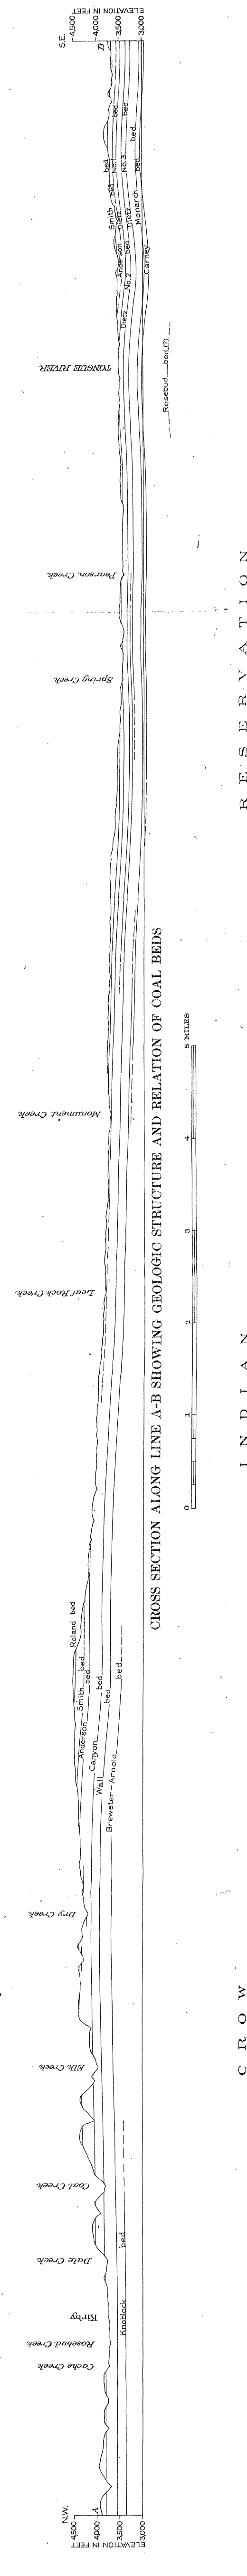 N.W.
A
4,500
4,000
3,500
3,000
ELEVATION IN FEET
Cache Creek
Rosebud Creek
Kirby
Dale Creek
Coal Creek
Elk Creek
Dry Creek
Leaf Rock Creek
Monument Creek
Spring Creek
Pearson Creek
TONGUE RIVER
Knobloch bed
Roland bed
Smith bed
Anderson bed
Canyon bed
Wall bed
Brewster-Arnold bed
Smith bed
Anderson bed
Dietz No. 1 bed
Dietz No. 2 bed
Dietz No. 3 bed
Monarch bed
Carney bed
Rosebud bed (?)
S.E.
B
4,500
4,000
3,500
3,000
ELEVATION IN FEET
CROSS SECTION ALONG LINE A-B SHOWING GEOLOGIC STRUCTURE AND RELATION OF COAL BEDS
0 1 2 3 4 5 MILES
CROW INDIAN RESERVATION